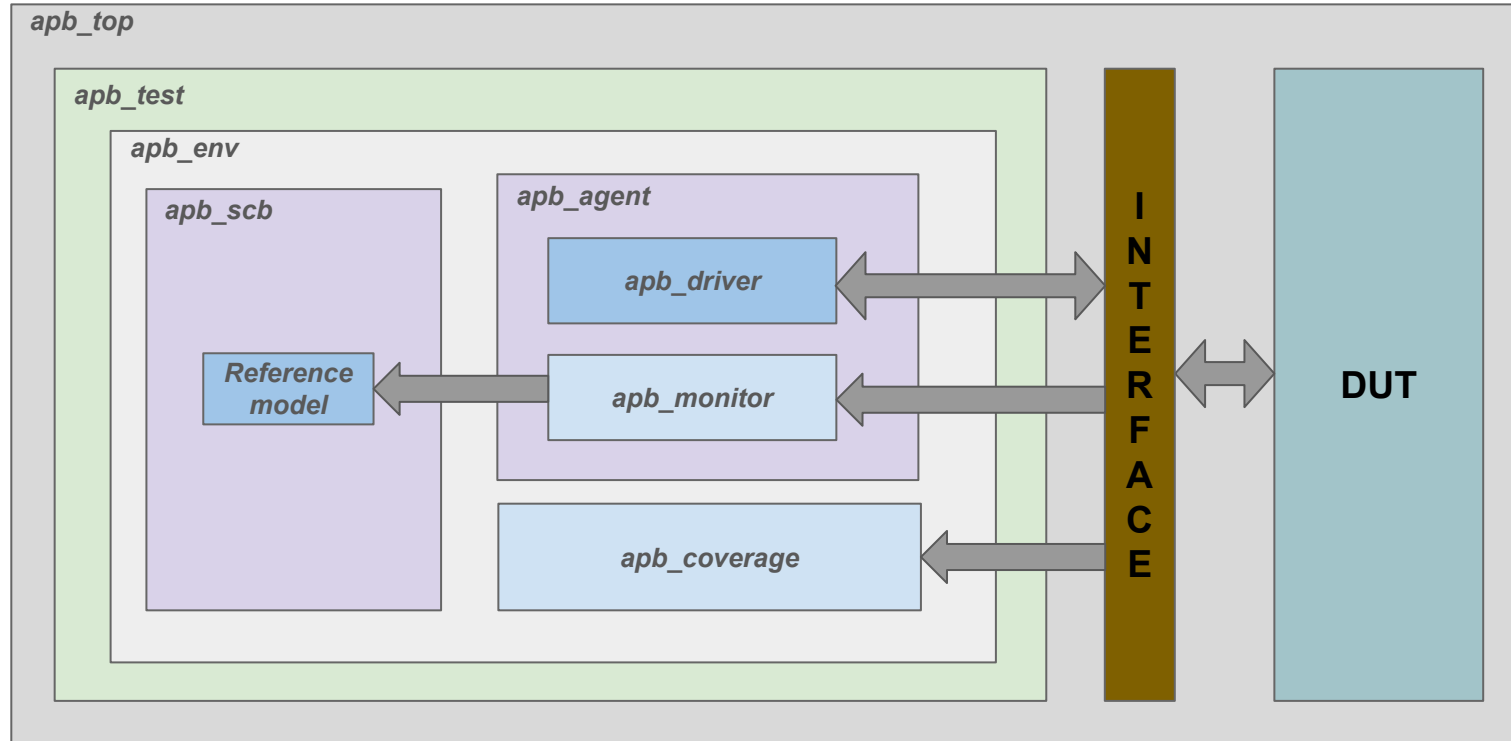 apb_top
apb_test
apb_env
apb_scb
apb_agent
apb_driver
Reference
model
apb_monitor
apb_coverage
I
N
T
E
R
F
A
C
E
DUT